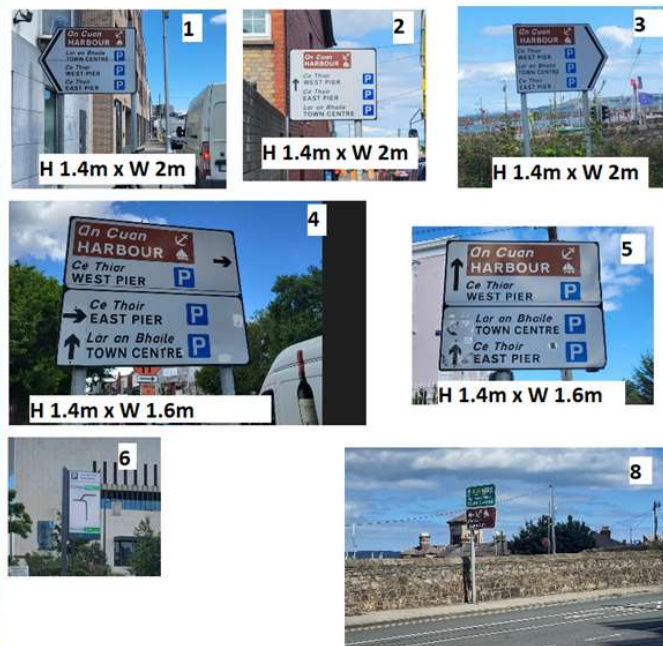 1
An Cuan
HARBOUR
Lár an Bhaile
TOWN CENTRE P
Cé Thiar
WEST PIER P
Cé Thoir
EAST PIER P
H 1.4m x W 2m
2
An Cuan
HARBOUR
Cé Thiar
WEST PIER P
Cé Thoir
EAST PIER P
Lár an Bhaile
TOWN CENTRE P
H 1.4m x W 2m
3
An Cuan
HARBOUR
Cé Thiar
WEST PIER P
Lár an Bhaile
TOWN CENTRE P
Cé Thoir
EAST PIER P
H 1.4m x W 2m
4
An Cuan
HARBOUR
Cé Thiar
WEST PIER P
Cé Thoir
EAST PIER P
Lár an Bhaile
TOWN CENTRE P
H 1.4m x W 1.6m
5
An Cuan
HARBOUR
Cé Thiar
WEST PIER P
Lár an Bhaile
TOWN CENTRE P
Cé Thoir
EAST PIER P
H 1.4m x W 1.6m
6
P
8